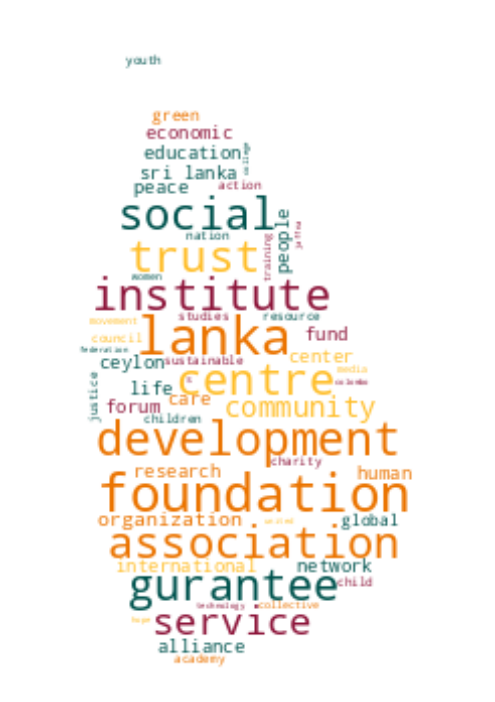 youth
green
economic
education
college
sri lanka
peace
action
social
people
jaffna
nation
trust
training
women
institute
studies
resource
movement
lanka
fund
council
federation
center
ceylon
sustainable
media
centre
colombo
justice
life
s
care
forum
community
children
development
charity
research
human
foundation
organization
united
global
association
international
network
gurantee
child
technology
collective
hope
service
alliance
academy